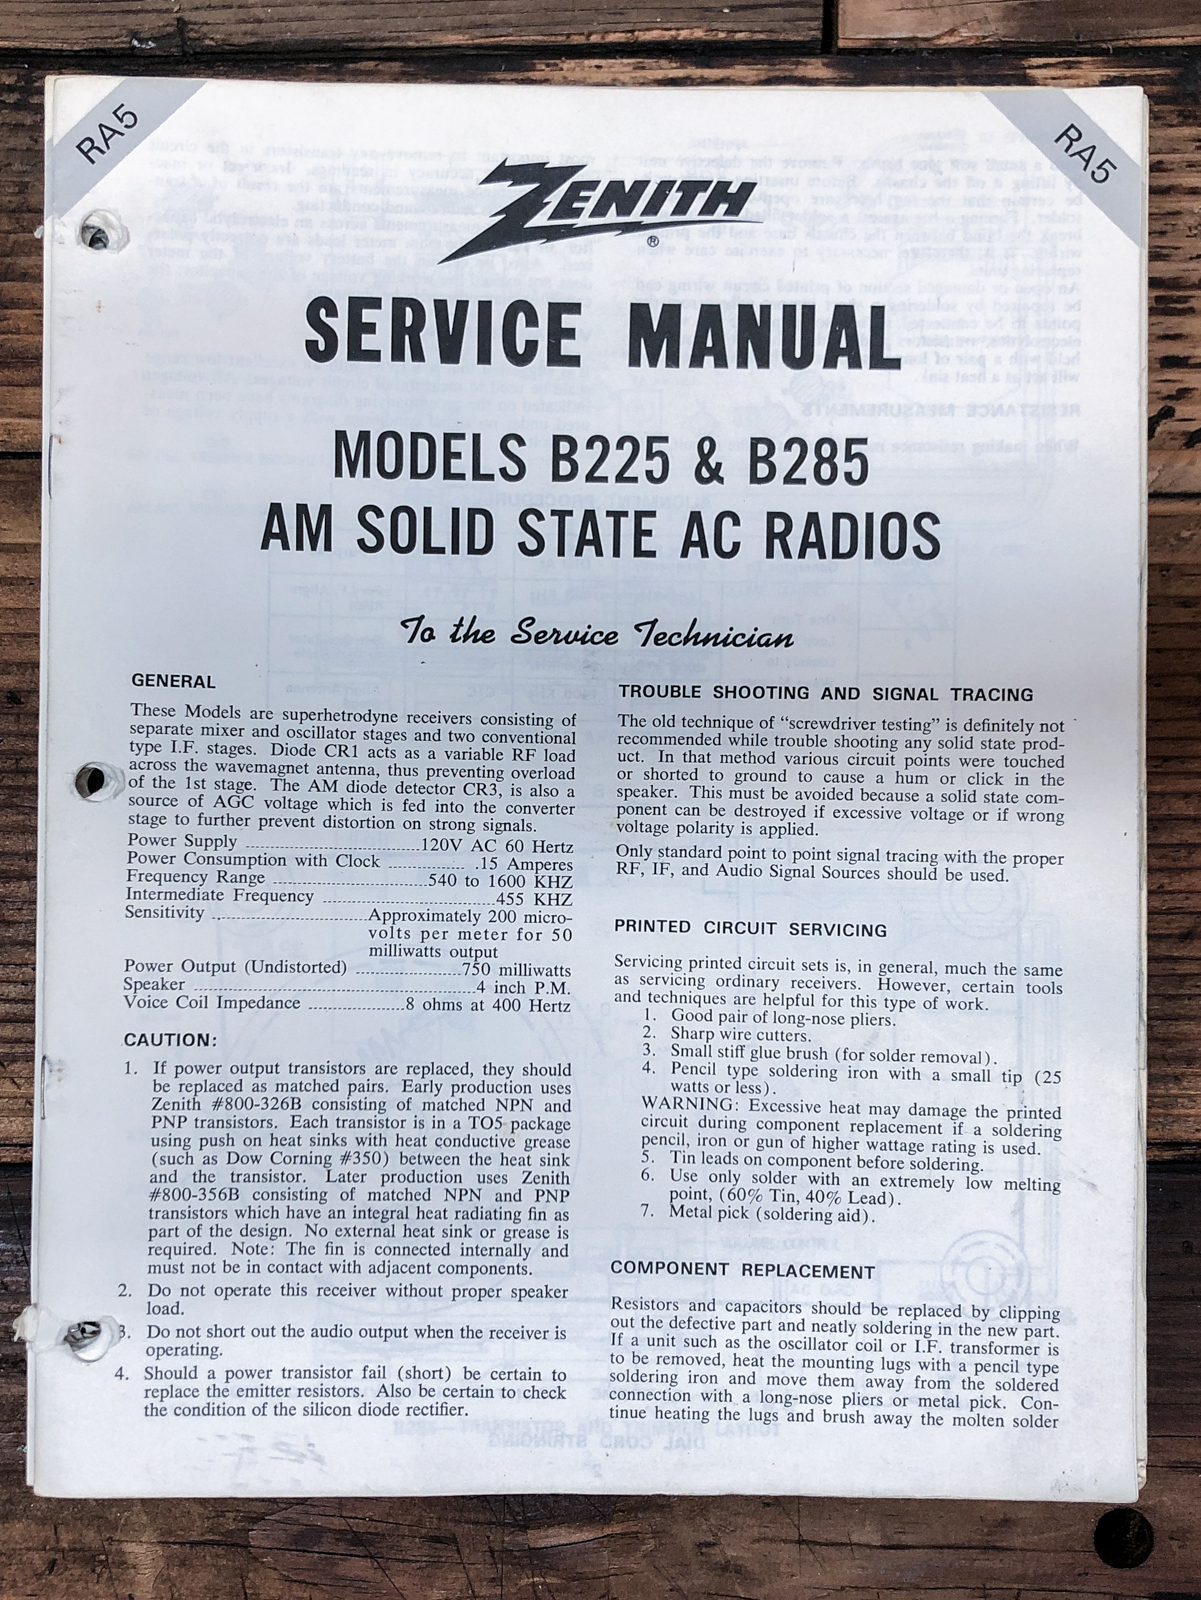 RA5
RA5
ZENITH
®
SERVICE MANUAL
MODELS B225 & B285
AM SOLID STATE AC RADIOS
To the Service Technician
GENERAL
These Models are superhetrodyne receivers consisting of
separate mixer and oscillator stages and two conventional
type I.F. stages. Diode CR1 acts as a variable RF load
across the wavemagnet antenna, thus preventing overload
of the 1st stage. The AM diode detector CR3, is also a
source of AGC voltage which is fed into the converter
stage to further prevent distortion on strong signals.
Power Supply ........................ 120V AC 60 Hertz
Power Consumption with Clock ............ .15 Amperes
Frequency Range ..................... 540 to 1600 KHZ
Intermediate Frequency ....................... 455 KHZ
Sensitivity ..................... Approximately 200 micro-
volts per meter for 50
milliwatts output
Power Output (Undistorted) .............. 750 milliwatts
Speaker ................................... 4 inch P.M.
Voice Coil Impedance ............. 8 ohms at 400 Hertz
CAUTION:
1. If power output transistors are replaced, they should
be replaced as matched pairs. Early production uses
Zenith #800-326B consisting of matched NPN and
PNP transistors. Each transistor is in a TO5 package
using push on heat sinks with heat conductive grease
(such as Dow Corning #350) between the heat sink
and the transistor. Later production uses Zenith
#800-356B consisting of matched NPN and PNP
transistors which have an integral heat radiating fin as
part of the design. No external heat sink or grease is
required. Note: The fin is connected internally and
must not be in contact with adjacent components.
2. Do not operate this receiver without proper speaker
load.
3. Do not short out the audio output when the receiver is
operating.
4. Should a power transistor fail (short) be certain to
replace the emitter resistors. Also be certain to check
the condition of the silicon diode rectifier.
TROUBLE SHOOTING AND SIGNAL TRACING
The old technique of “screwdriver testing” is definitely not
recommended while trouble shooting any solid state prod-
uct. In that method various circuit points were touched
or shorted to ground to cause a hum or click in the
speaker. This must be avoided because a solid state com-
ponent can be destroyed if excessive voltage or if wrong
voltage polarity is applied.
Only standard point to point signal tracing with the proper
RF, IF, and Audio Signal Sources should be used.
PRINTED CIRCUIT SERVICING
Servicing printed circuit sets is, in general, much the same
as servicing ordinary receivers. However, certain tools
and techniques are helpful for this type of work.
1. Good pair of long-nose pliers.
2. Sharp wire cutters.
3. Small stiff glue brush (for solder removal).
4. Pencil type soldering iron with a small tip (25
watts or less).
WARNING: Excessive heat may damage the printed
circuit during component replacement if a soldering
pencil, iron or gun of higher wattage rating is used.
5. Tin leads on component before soldering.
6. Use only solder with an extremely low melting
point, (60% Tin, 40% Lead).
7. Metal pick (soldering aid).
COMPONENT REPLACEMENT
Resistors and capacitors should be replaced by clipping
out the defective part and neatly soldering in the new part.
If a unit such as the oscillator coil or I.F. transformer is
to be removed, heat the mounting lugs with a pencil type
soldering iron and move them away from the soldered
connection with a long-nose pliers or metal pick. Con-
tinue heating the lugs and brush away the molten solder